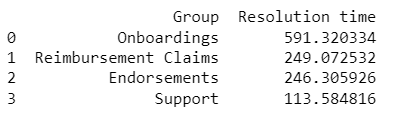 Group Resolution time
0 Onboardings 591.320334
1 Reimbursement Claims 249.072532
2 Endorsements 246.305926
3 Support 113.584816